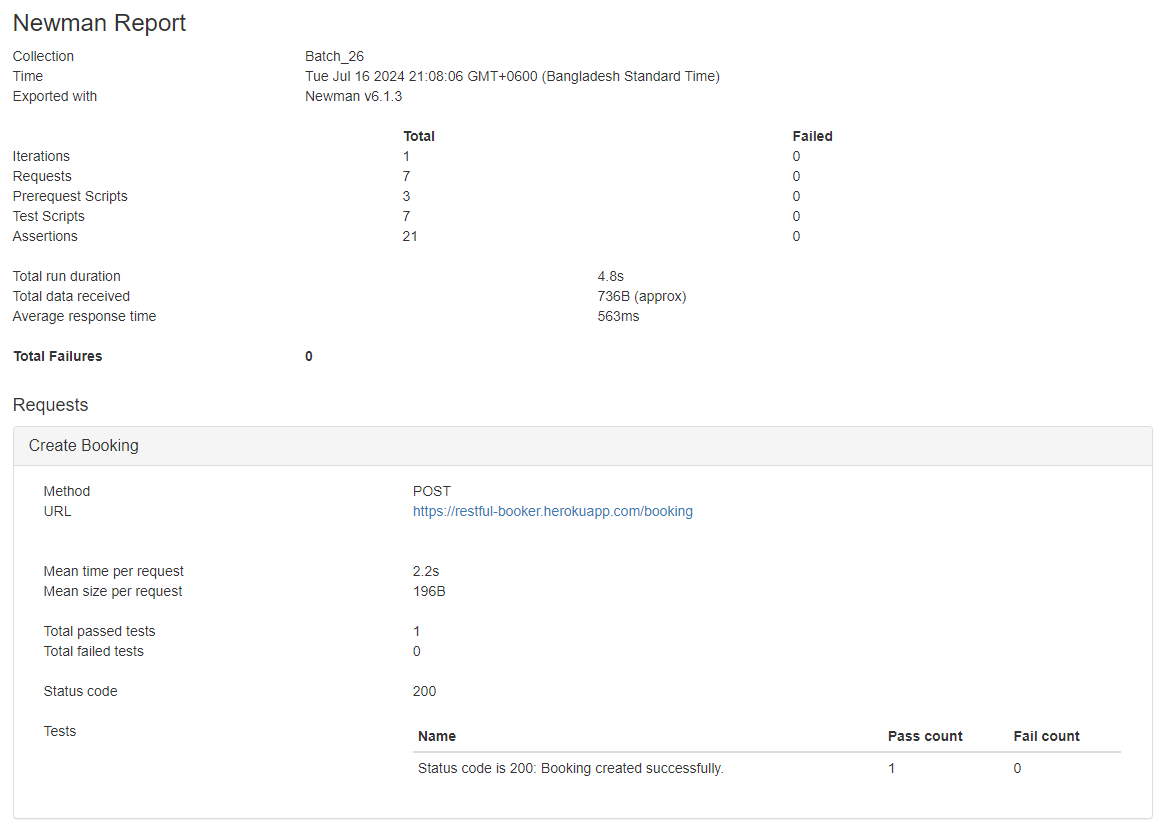 Newman Report
Collection Batch_26
Time Tue Jul 16 2024 21:08:06 GMT+0600 (Bangladesh Standard Time)
Exported with Newman v6.1.3
Total Failed
Iterations 1 0
Requests 7 0
Prerequest Scripts 3 0
Test Scripts 7 0
Assertions 21 0
Total run duration 4.8s
Total data received 736B (approx)
Average response time 563ms
Total Failures 0
Requests
Create Booking
Method POST
URL https://restful-booker.herokuapp.com/booking
Mean time per request 2.2s
Mean size per request 196B
Total passed tests 1
Total failed tests 0
Status code 200
Tests
Name Pass count Fail count
Status code is 200: Booking created successfully. 1 0